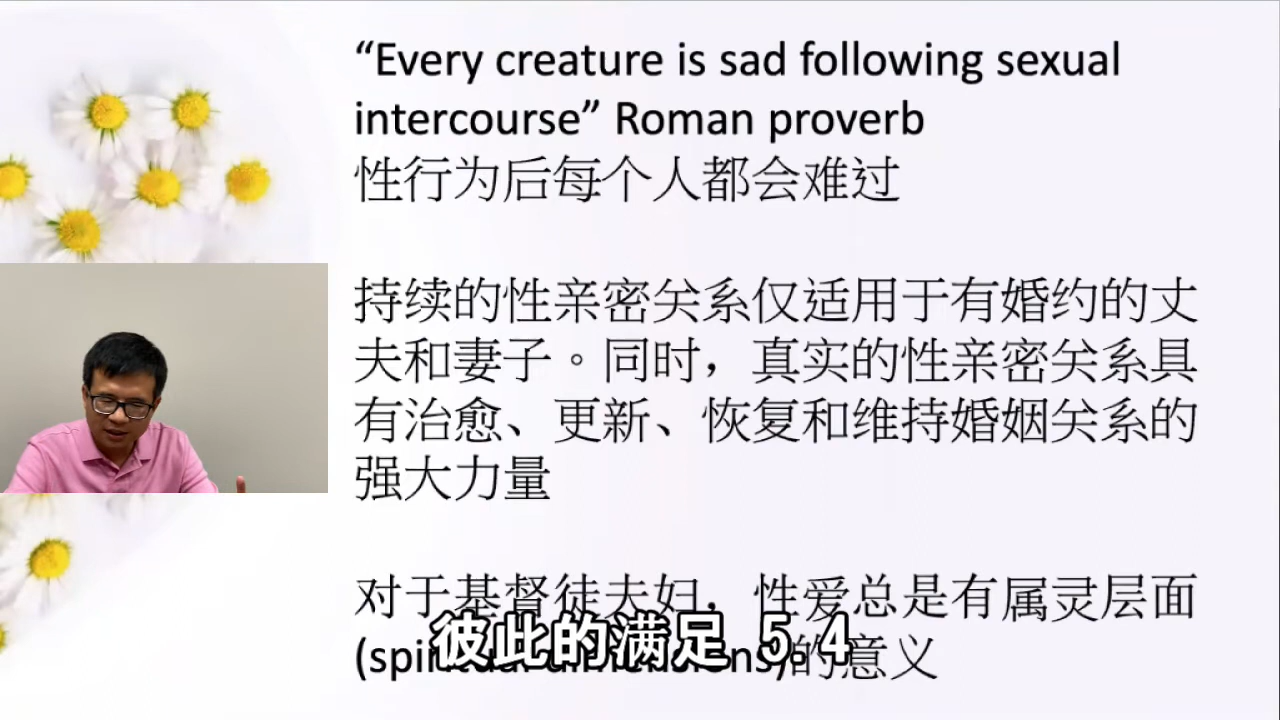 “Every creature is sad following sexual
intercourse” Roman proverb
性行为后每个人都会难过
持续的性亲密关系仅适用于有婚约的丈
夫和妻子。同时，真实的性亲密关系具
有治愈、更新、恢复和维持婚姻关系的
强大力量
对于基督徒夫妇，性爱总是有属灵层面
(spiritual dimensions)的意义
彼此的满足 5.4